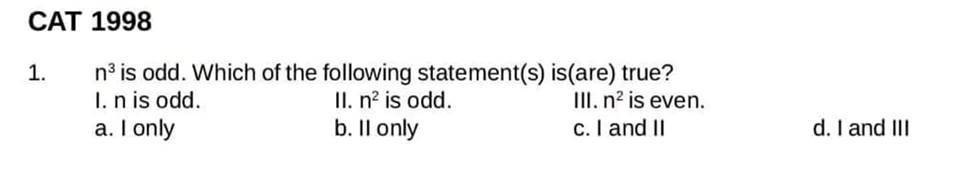 CAT 1998
1. n³ is odd. Which of the following statement(s) is(are) true?
I. n is odd. II. n² is odd. III. n² is even.
a. I only b. II only c. I and II d. I and III